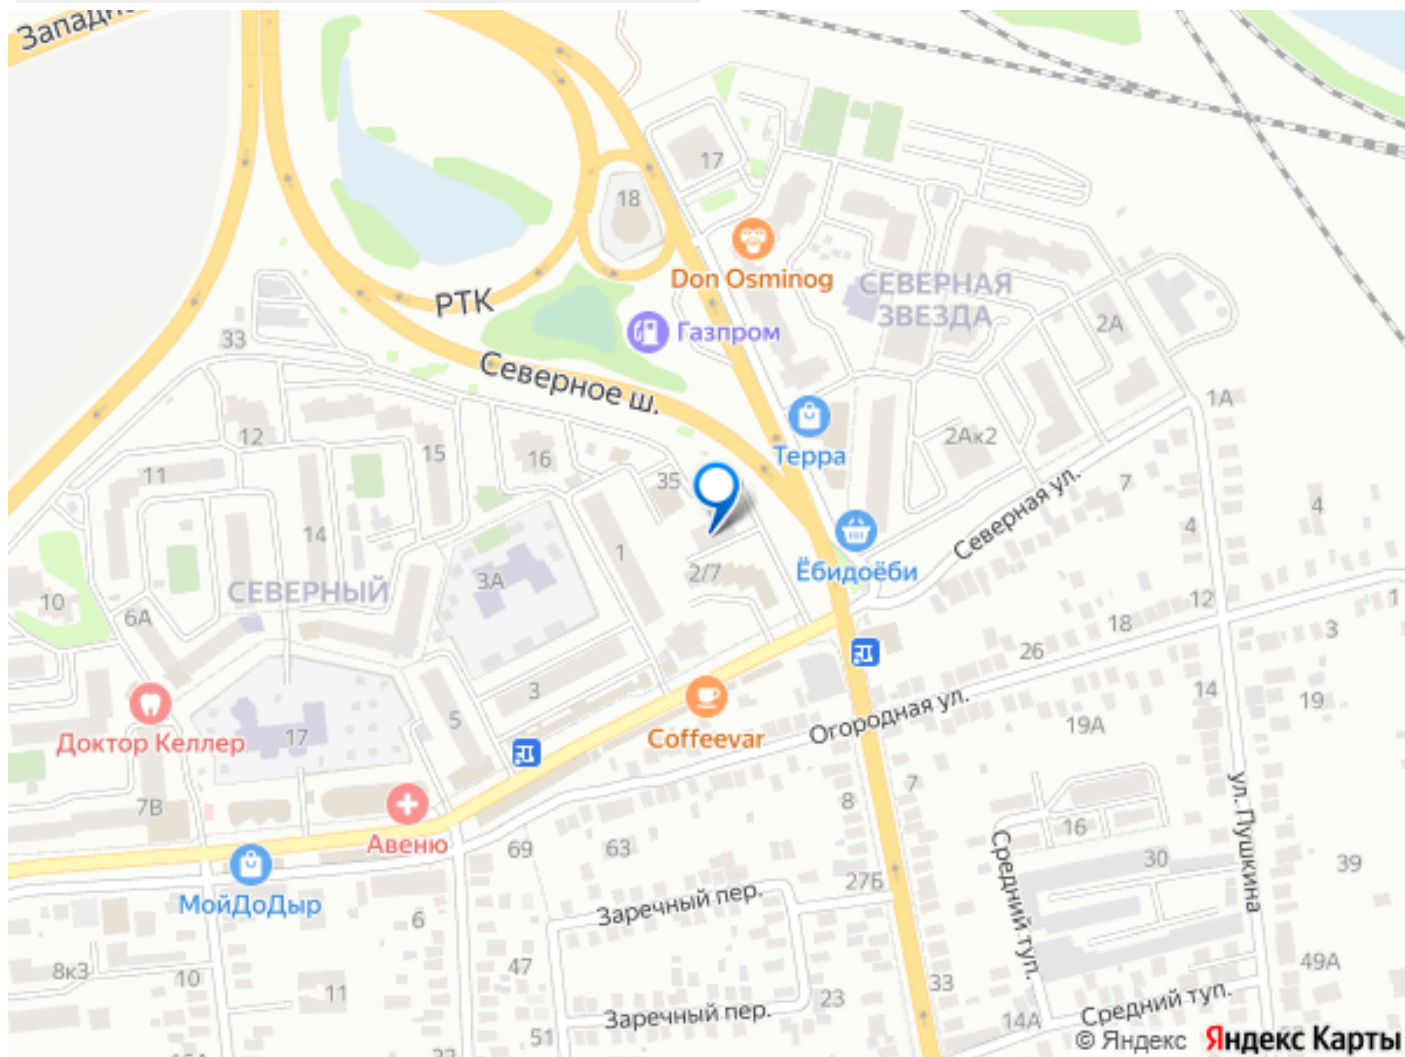 Западн
17
18
Don Osminog
СЕВЕРНАЯ
ЗВЕЗДА
РТК
Газпром
2А
33
Северное ш.
1А
12
15
16
Терра
2Ак2
11
35
7
4
4
14
1
Северная ул.
СЕВЕРНЫЙ
3А
2/7
Ёбидоёби
10
6А
12
1
18
3
26
3
14
19
Доктор Келлер
17
5
Coffeevar
Огородная ул.
19А
7В
Авеню
8
7
ул. Пушкина
16
МойДоДыр
69
63
27Б
Средний туп.
30
39
6
Заречный пер.
8к3
10
11
47
23
33
49А
51
Заречный пер.
14А
Средний туп.
© Яндекс Яндекс Карты